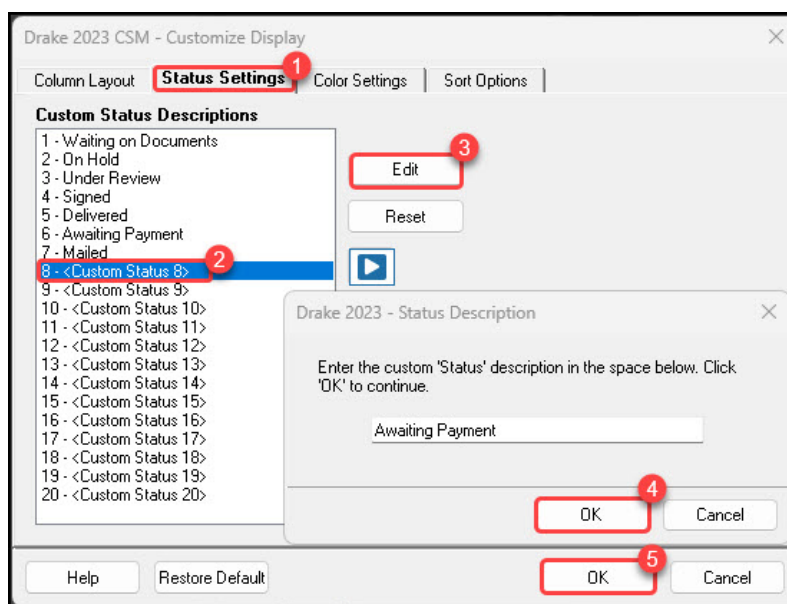 Drake 2023 CSM - Customize Display
Column Layout Status Settings 1 Color Settings Sort Options
Custom Status Descriptions
1 - Waiting on Documents
2 - On Hold
3 - Under Review
4 - Signed
5 - Delivered
6 - Awaiting Payment
7 - Mailed
8 - <Custom Status 8> 2
9 - <Custom Status 9>
10 - <Custom Status 10>
11 - <Custom Status 11>
12 - <Custom Status 12>
13 - <Custom Status 13>
14 - <Custom Status 14>
15 - <Custom Status 15>
16 - <Custom Status 16>
17 - <Custom Status 17>
18 - <Custom Status 18>
19 - <Custom Status 19>
20 - <Custom Status 20>
3
Edit
Reset
Drake 2023 - Status Description
Enter the custom 'Status' description in the space below. Click
'OK' to continue.
Awaiting Payment
4
OK Cancel
5
Help Restore Default OK Cancel